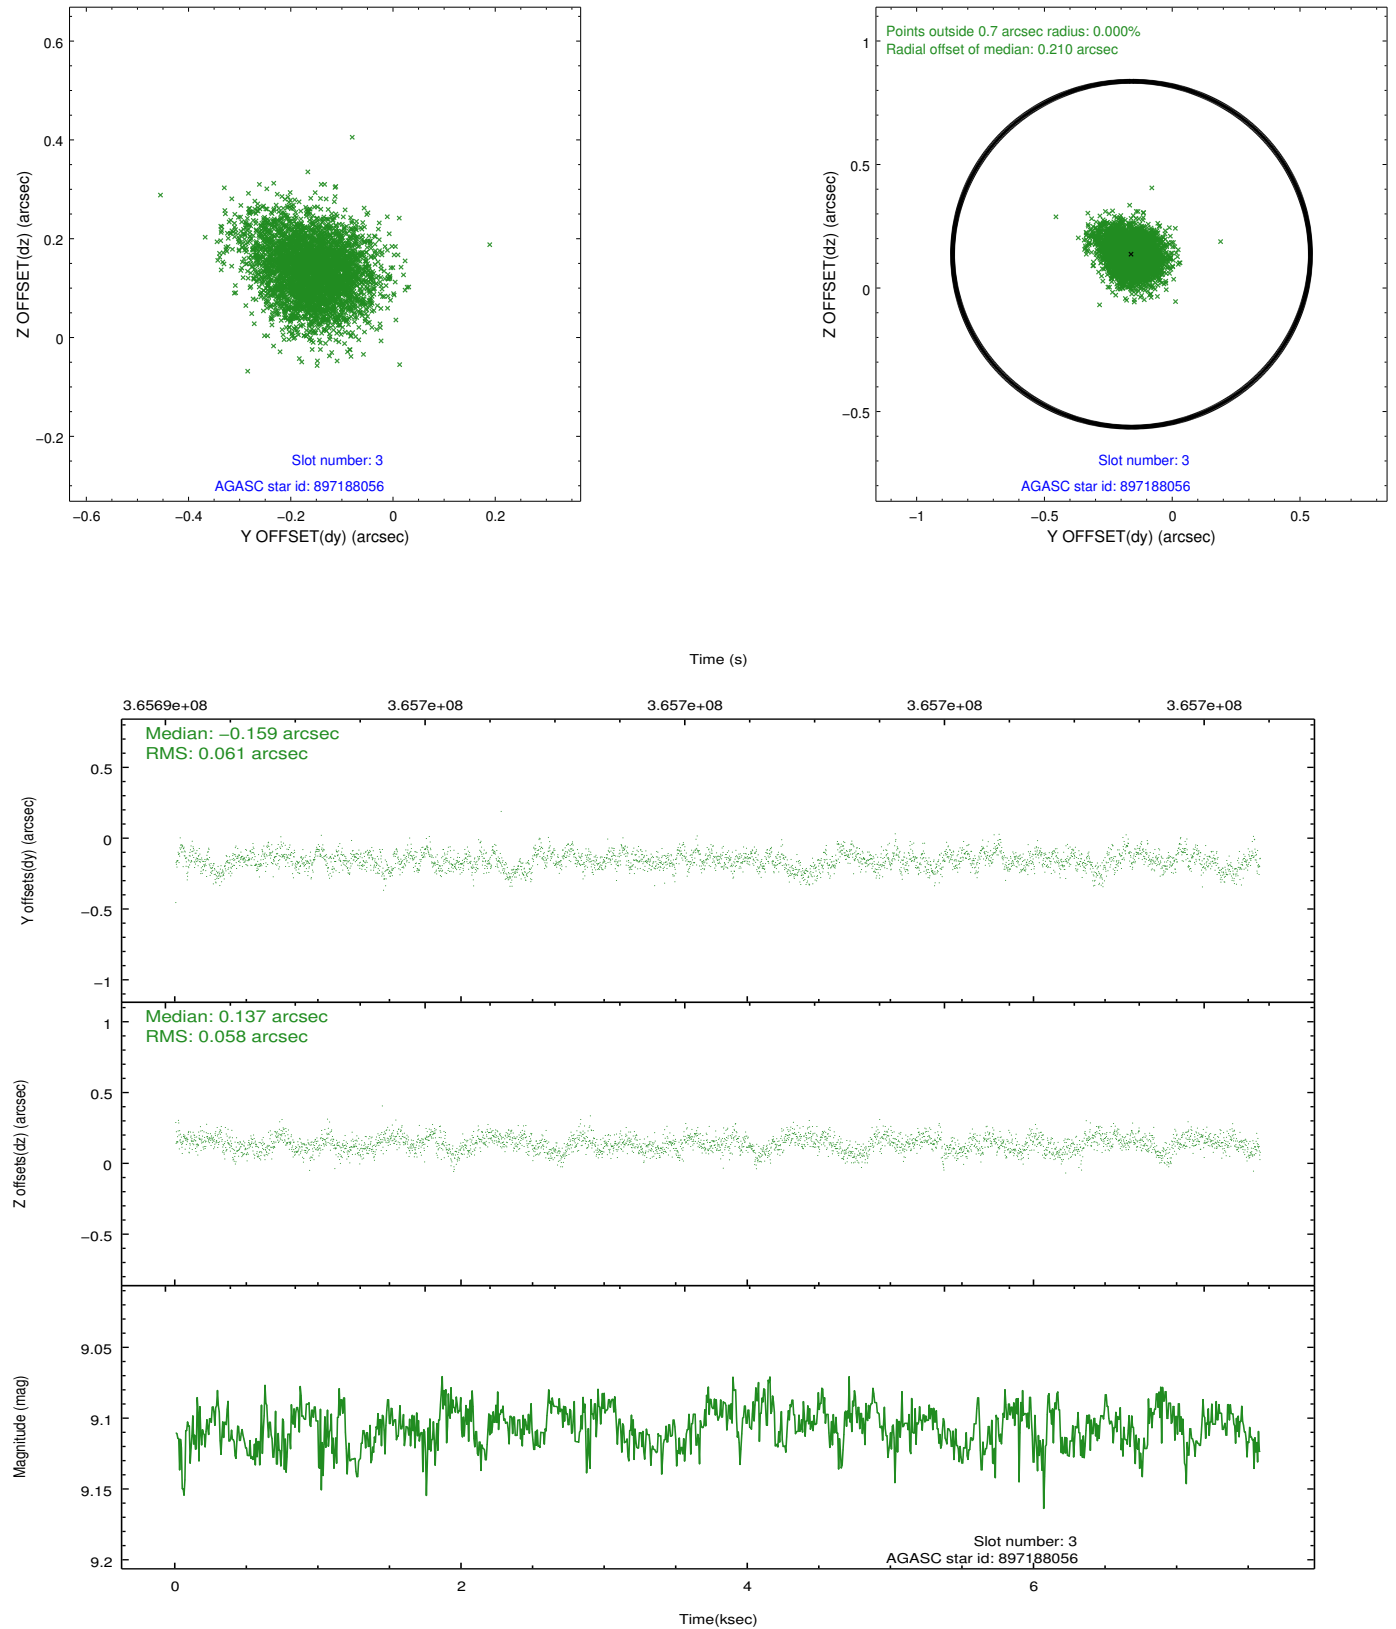 0.6
0.4
0.2
0
−0.2
Z OFFSET(dz) (arcsec)
Slot number: 3
AGASC star id: 897188056
−0.6
−0.4
−0.2
0
0.2
Y OFFSET(dy) (arcsec)
Points outside 0.7 arcsec radius: 0.000%
Radial offset of median: 0.210 arcsec
1
0.5
0
−0.5
Z OFFSET(dz) (arcsec)
Slot number: 3
AGASC star id: 897188056
−1
−0.5
0
0.5
Y OFFSET(dy) (arcsec)
Time (s)
3.6569e+08
3.657e+08
3.657e+08
3.657e+08
3.657e+08
Median: −0.159 arcsec
RMS: 0.061 arcsec
0.5
0
−0.5
−1
Y offsets(dy) (arcsec)
Median: 0.137 arcsec
RMS: 0.058 arcsec
1
0.5
0
−0.5
Z offsets(dz) (arcsec)
9.05
9.1
9.15
9.2
Magnitude (mag)
Slot number: 3
AGASC star id: 897188056
0
2
4
6
Time(ksec)